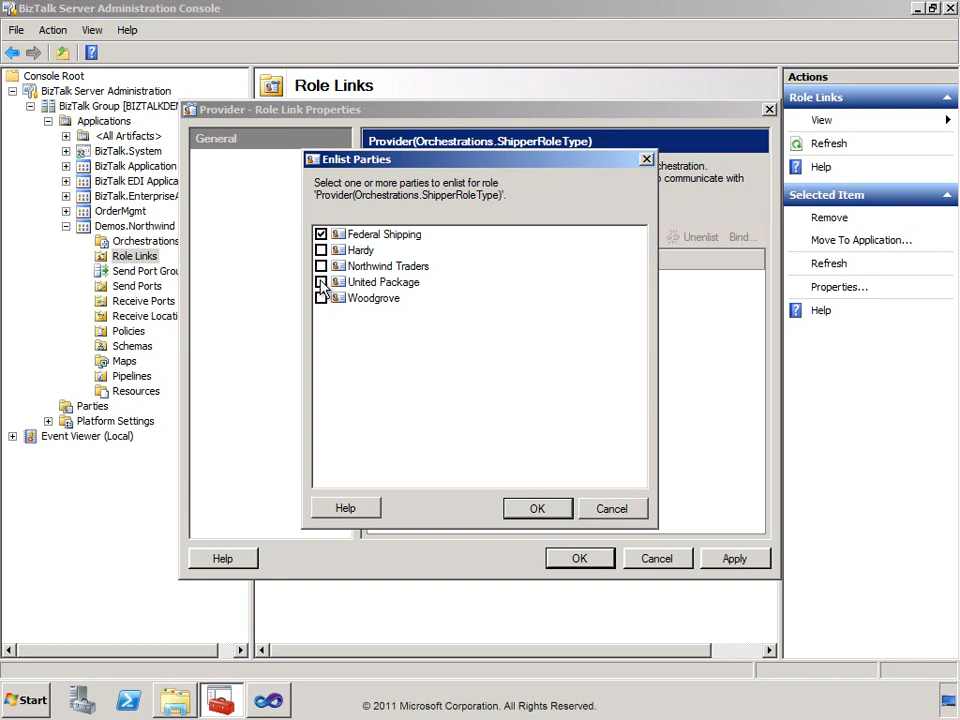 BizTalk Server Administration Console
File Action View Help
Console Root
BizTalk Server Administration
BizTalk Group [BIZTALKDEM
Applications
<All Artifacts>
BizTalk.System
BizTalk Application
BizTalk EDI Applica
BizTalk.EnterpriseA
OrderMgmt
Demos.Northwind
Orchestrations
Role Links
Send Port Grou
Send Ports
Receive Ports
Receive Locati
Policies
Schemas
Maps
Pipelines
Resources
Parties
Platform Settings
Event Viewer (Local)
Role Links
Provider - Role Link Properties
General
Provider(Orchestrations.ShipperRoleType)
chestration.
communicate with
Unenlist Bind...
Enlist Parties
Select one or more parties to enlist for role
'Provider(Orchestrations.ShipperRoleType)'.
Federal Shipping
Hardy
Northwind Traders
United Package
Woodgrove
Help OK Cancel
Help OK Cancel Apply
Actions
Role Links
View
Refresh
Help
Selected Item
Remove
Move To Application...
Refresh
Properties...
Help
Start
© 2011 Microsoft Corporation. All Rights Reserved.